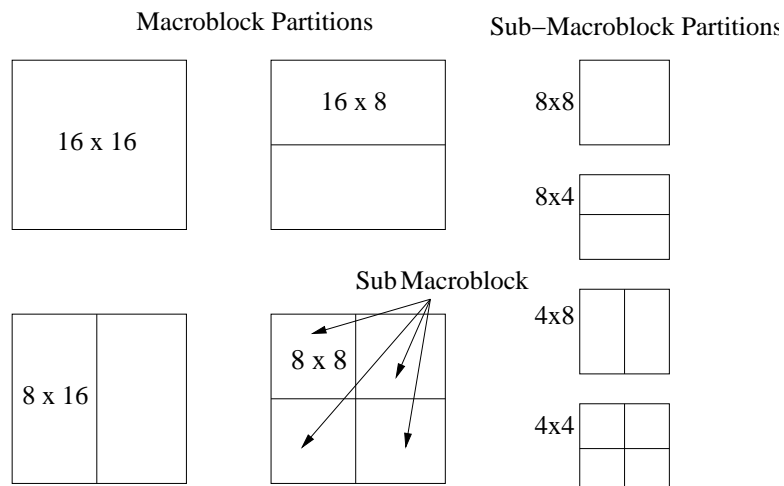 Macroblock Partitions
Sub–Macroblock Partitions
16 x 16
16 x 8
8x8
8x4
Sub Macroblock
8 x 16
8 x 8
4x8
4x4